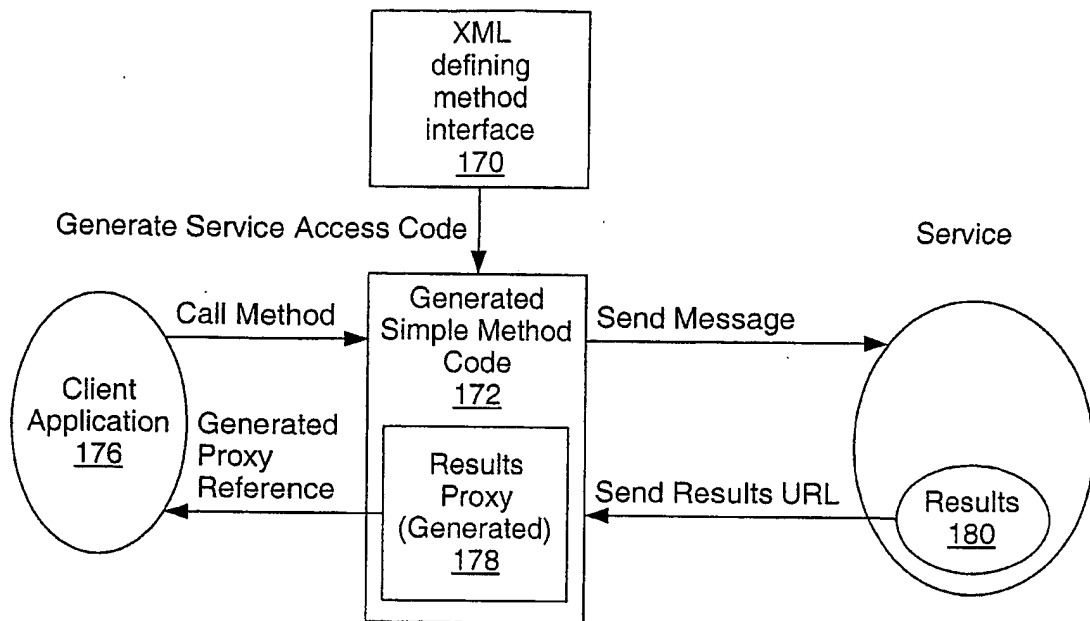 XML
defining
method
interface
170
Generate Service Access Code
Service
Call Method
Generated
Simple Method
Code
172
Send Message
Client
Application
176
Generated
Proxy
Reference
Results
Proxy
(Generated)
178
Send Results URL
Results
180